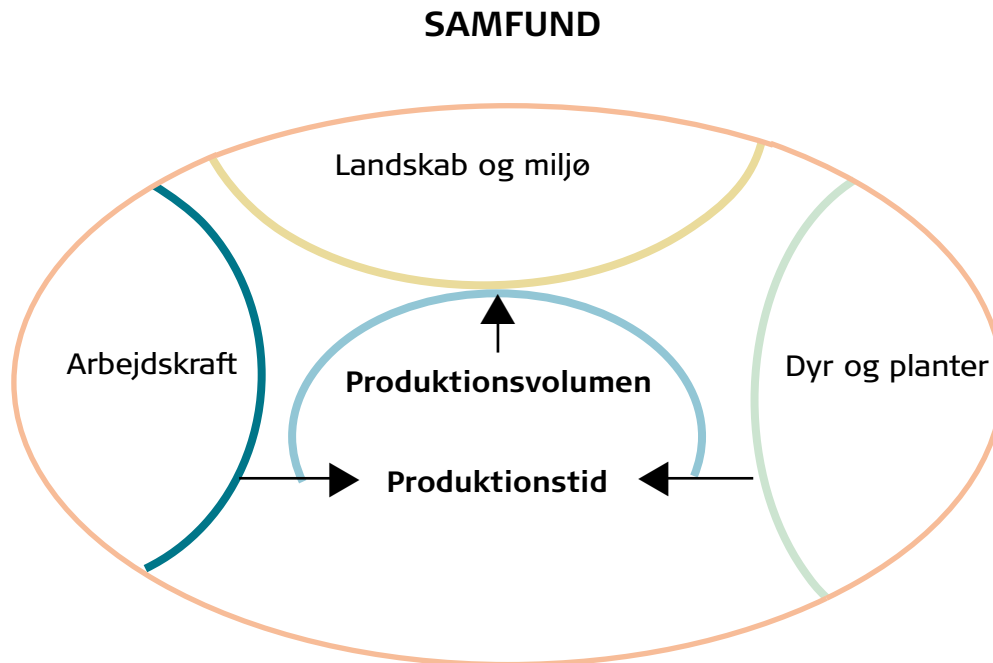 SAMFUND
Landskab og miljø
Arbejdskraft
Dyr og planter
Produktionsvolumen
Produktionstid